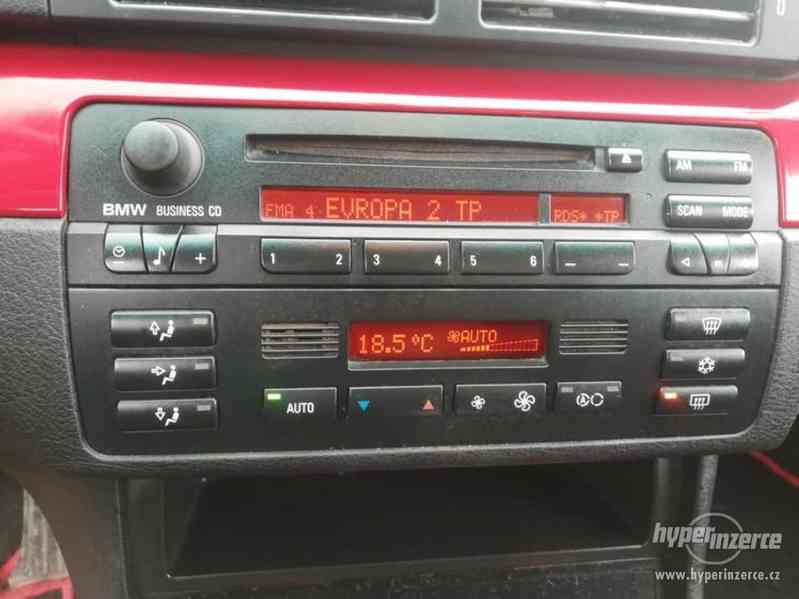 AM FM
BMW BUSINESS CD
FMA 4 · EVROPA 2 TP RDS* *TP
SCAN MODE
1 2 3 4 5 6
m
18.5°C AUTO
AUTO
A
hyperinzerce
www.hyperinzerce.cz